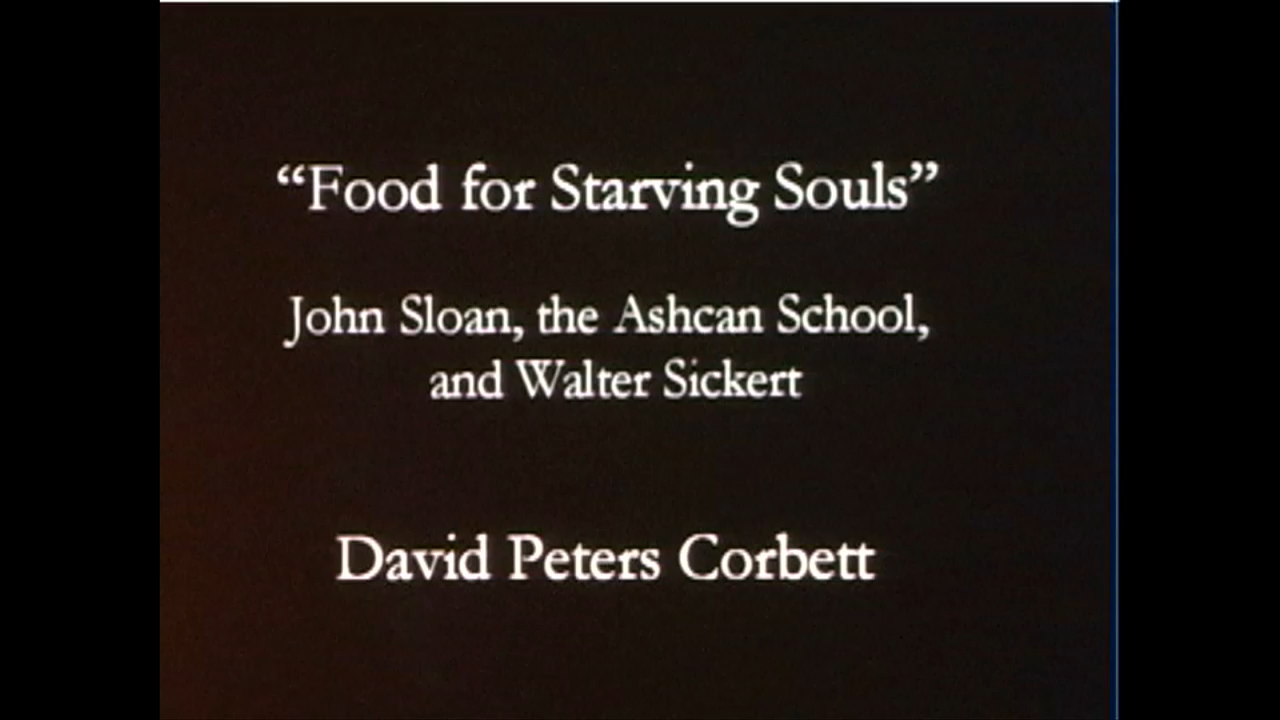 “Food for Starving Souls”
John Sloan, the Ashcan School,
and Walter Sickert
David Peters Corbett